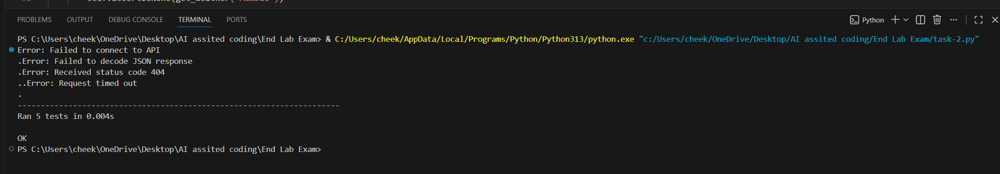 PROBLEMS OUTPUT DEBUG CONSOLE TERMINAL PORTS Python
PS C:\Users\cheek\OneDrive\Desktop\AI assited coding\End Lab Exam> & C:/Users/cheek/AppData/Local/Programs/Python/Python313/python.exe "c:/Users/cheek/OneDrive/Desktop/AI assited coding/End Lab Exam/task-2.py"
Error: Failed to connect to API
.Error: Failed to decode JSON response
.Error: Received status code 404
..Error: Request timed out
.
----------------------------------------------------------------------
Ran 5 tests in 0.004s
OK
PS C:\Users\cheek\OneDrive\Desktop\AI assited coding\End Lab Exam>